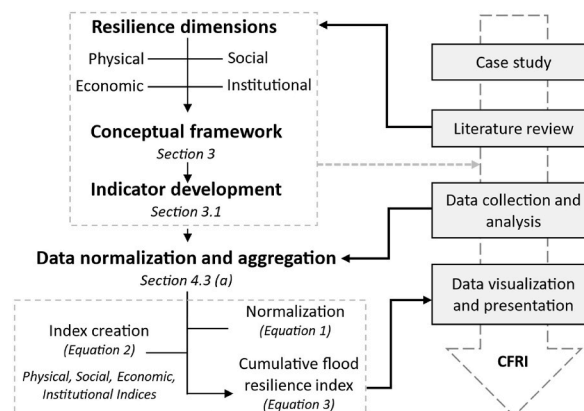 Resilience dimensions
Physical
Social
Economic
Institutional
Conceptual framework
Section 3
Indicator development
Section 3.1
Data normalization and aggregation
Section 4.3 (a)
Index creation
(Equation 2)
Physical, Social, Economic,
Institutional Indices
Normalization
(Equation 1)
Cumulative flood
resilience index
(Equation 3)
Case study
Literature review
Data collection and
analysis
Data visualization
and presentation
CFRI